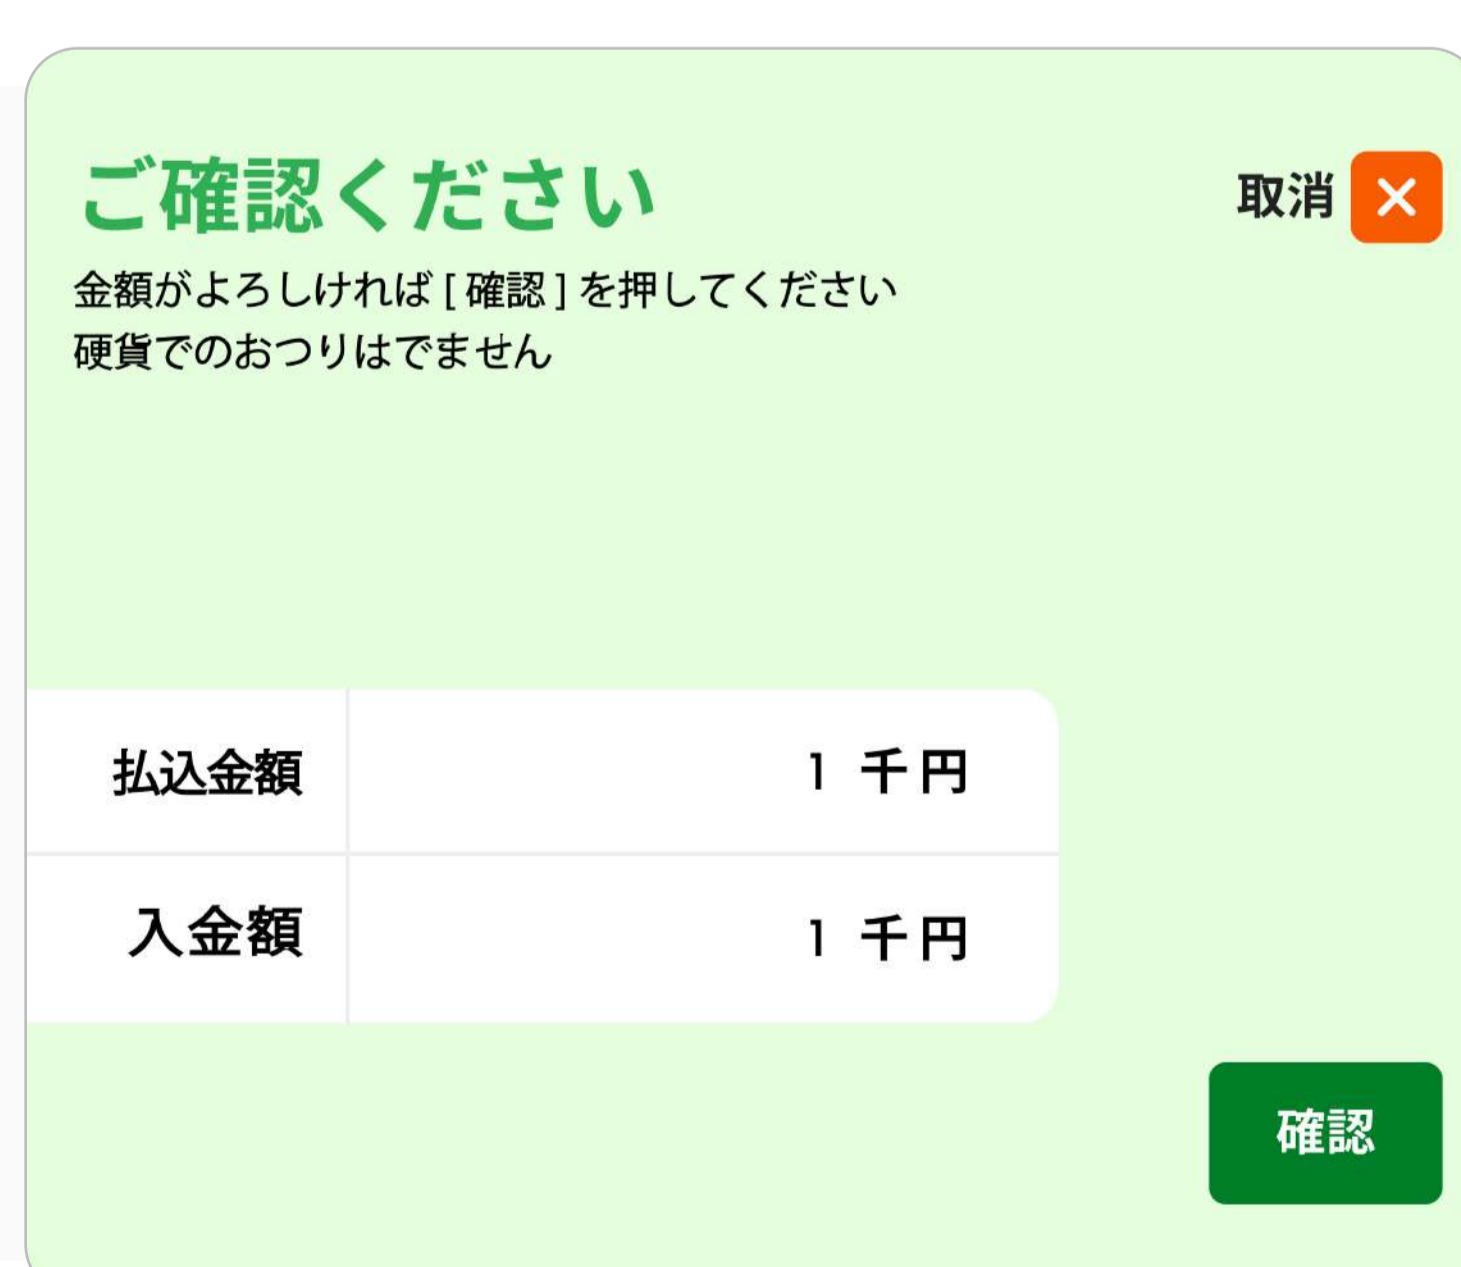 ご確認ください
取消
金額がよろしければ [ 確認 ] を押してください
硬貨でのおつりはでません
払込金額 1 千円
入金額 1 千円
確認